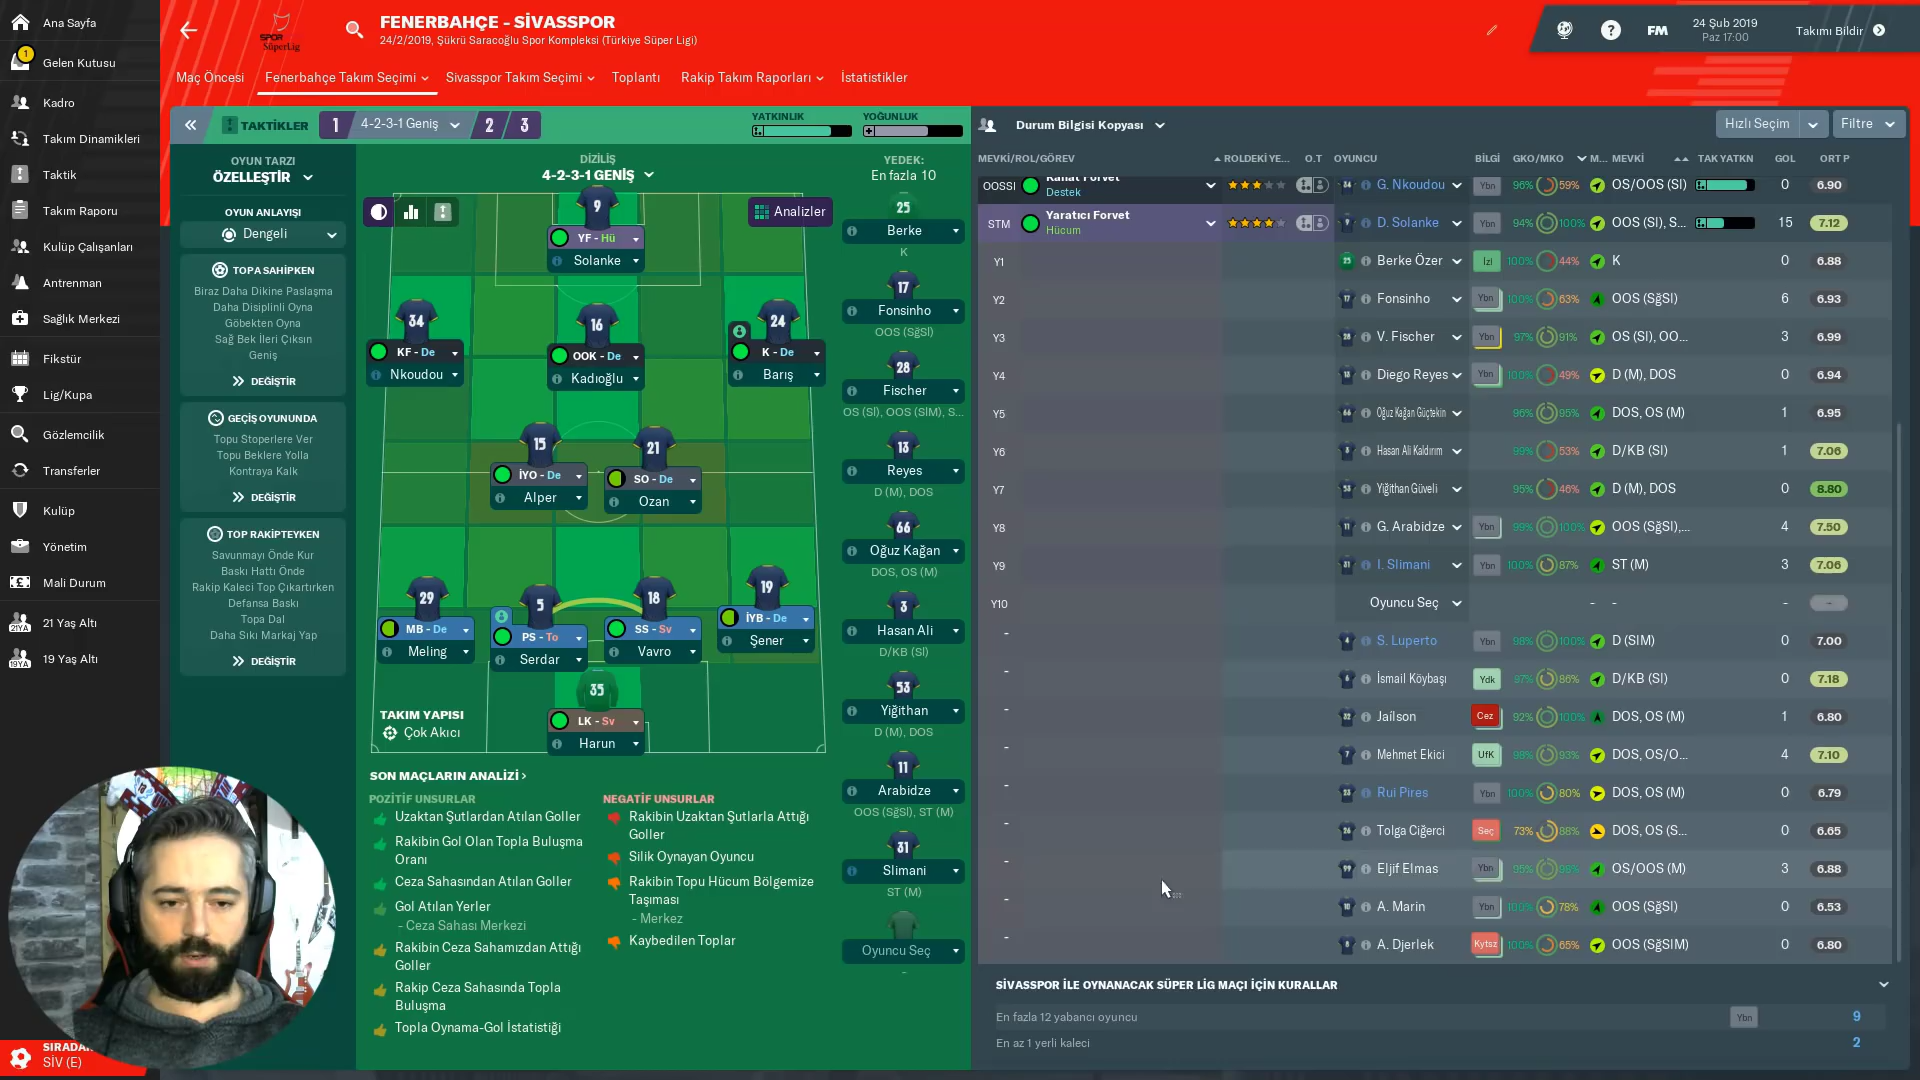 Ana Sayfa
1
Gelen Kutusu
Kadro
Takım Dinamikleri
Taktik
Takım Raporu
Kulüp Çalışanları
Antrenman
Sağlık Merkezi
Fikstür
Lig/Kupa
Gözlemcilik
Transferler
Kulüp
Yönetim
Mali Durum
21 Yaş Altı
19 Yaş Altı
SIRADAK
SİV (E)
SPOR
SüperLig
FENERBAHÇE - SİVASSPOR
24/2/2019, Şükrü Saracoğlu Spor Kompleksi (Türkiye Süper Ligi)
FM
24 Şub 2019
Paz 17:00
Takımı Bildir
Maç Öncesi
Fenerbahçe Takım Seçimi
Sivasspor Takım Seçimi
Toplantı
Rakip Takım Raporları
İstatistikler
TAKTİKLER
1
4-2-3-1 Geniş
2
3
YATKINLIK
YOĞUNLUK
OYUN TARZI
ÖZELLEŞTİR
OYUN ANLAYIŞI
Dengeli
TOPA SAHİPKEN
Biraz Daha Dikine Paslaşma
Daha Disiplinli Oyna
Göbekten Oyna
Sağ Bek İleri Çıksın
Geniş
DEĞİŞTİR
GEÇİŞ OYUNUNDA
Topu Stoperlere Ver
Topu Beklere Yolla
Kontraya Kalk
DEĞİŞTİR
TOP RAKİPTEYKEN
Savunmayı Önde Kur
Baskı Hattı Önde
Rakip Kaleci Top Çıkartırken
Defansa Baskı
Topa Dal
Daha Sıkı Markaj Yap
DEĞİŞTİR
DİZİLİŞ
4-2-3-1 GENİŞ
Analizler
9
YF - Hü
Solanke
34
KF - De
Nkoudou
16
OOK - De
Kadıoğlu
24
K - De
Barış
15
İYO - De
Alper
21
SO - De
Ozan
29
MB - De
Meling
5
PS - To
Serdar
18
SS - Sv
Vavro
19
İYB - De
Şener
35
LK - Sv
Harun
TAKIM YAPISI
Çok Akıcı
YEDEK:
En fazla 10
25
Berke
K
17
Fonsinho
OOS (SğSl)
28
Fischer
OS (Sl), OOS (SlM), S...
13
Reyes
D (M), DOS
66
Oğuz Kağan
DOS, OS (M)
3
Hasan Ali
D/KB (Sl)
53
Yiğithan
D (M), DOS
11
Arabidze
OOS (SğSl), ST (M)
31
Slimani
ST (M)
Oyuncu Seç
-
SON MAÇLARIN ANALİZİ ›
POZİTİF UNSURLAR
Uzaktan Şutlardan Atılan Goller
Rakibin Gol Olan Topla Buluşma
Oranı
Ceza Sahasından Atılan Goller
Gol Atılan Yerler
- Ceza Sahası Merkezi
Rakibin Ceza Sahamızdan Attığı
Goller
Rakip Ceza Sahasında Topla
Buluşma
Topla Oynama-Gol İstatistiği
NEGATİF UNSURLAR
Rakibin Uzaktan Şutlarla Attığı
Goller
Silik Oynayan Oyuncu
Rakibin Topu Hücum Bölgemize
Taşıması
- Merkez
Kaybedilen Toplar
Durum Bilgisi Kopyası
Hızlı Seçim
Filtre
MEVKİ/ROL/GÖREV ROLDEKİ YE... O.T OYUNCU BİLGİ GKO/MKO M... MEVKİ TAK YATKN GOL ORT P
OOSSl Kanat Forvet Destek G. Nkoudou Ybn 96% 59% OS/OOS (Sl) 0 6.90
STM Yaratıcı Forvet Hücum D. Solanke Ybn 94% 100% OOS (Sl), S... 15 7.12
Y1 Berke Özer İzl 100% 44% K 0 6.88
Y2 Fonsinho Ybn 100% 63% OOS (SğSl) 6 6.93
Y3 V. Fischer Ybn 97% 91% OS (Sl), OO... 3 6.99
Y4 Diego Reyes Ybn 100% 49% D (M), DOS 0 6.94
Y5 Oğuz Kağan Güçtekin 96% 95% DOS, OS (M) 1 6.95
Y6 Hasan Ali Kaldırım 99% 53% D/KB (Sl) 1 7.06
Y7 Yiğithan Güveli 95% 46% D (M), DOS 0 8.80
Y8 G. Arabidze Ybn 99% 100% OOS (SğSl),... 4 7.50
Y9 I. Slimani Ybn 100% 87% ST (M) 3 7.06
Y10 Oyuncu Seç - - - -
- S. Luperto Ybn 98% 100% D (SlM) 0 7.00
- İsmail Köybaşı Ydk 97% 86% D/KB (Sl) 0 7.18
- Jaílson Cez 92% 100% DOS, OS (M) 1 6.80
- Mehmet Ekici UfK 98% 93% DOS, OS/O... 4 7.10
- Rui Pires Ybn 100% 80% DOS, OS (M) 0 6.79
- Tolga Ciğerci Seç 73% 88% DOS, OS (S... 0 6.65
- Eljif Elmas Ybn 95% OS/OOS (M) 3 6.88
- A. Marin Ybn 100% 78% OOS (SğSl) 0 6.53
- A. Djerlek Kytsz 100% 65% OOS (SğSlM) 0 6.80
SİVASSPOR İLE OYNANACAK SÜPER LİG MAÇI İÇİN KURALLAR
En fazla 12 yabancı oyuncu Ybn 9
En az 1 yerli kaleci 2